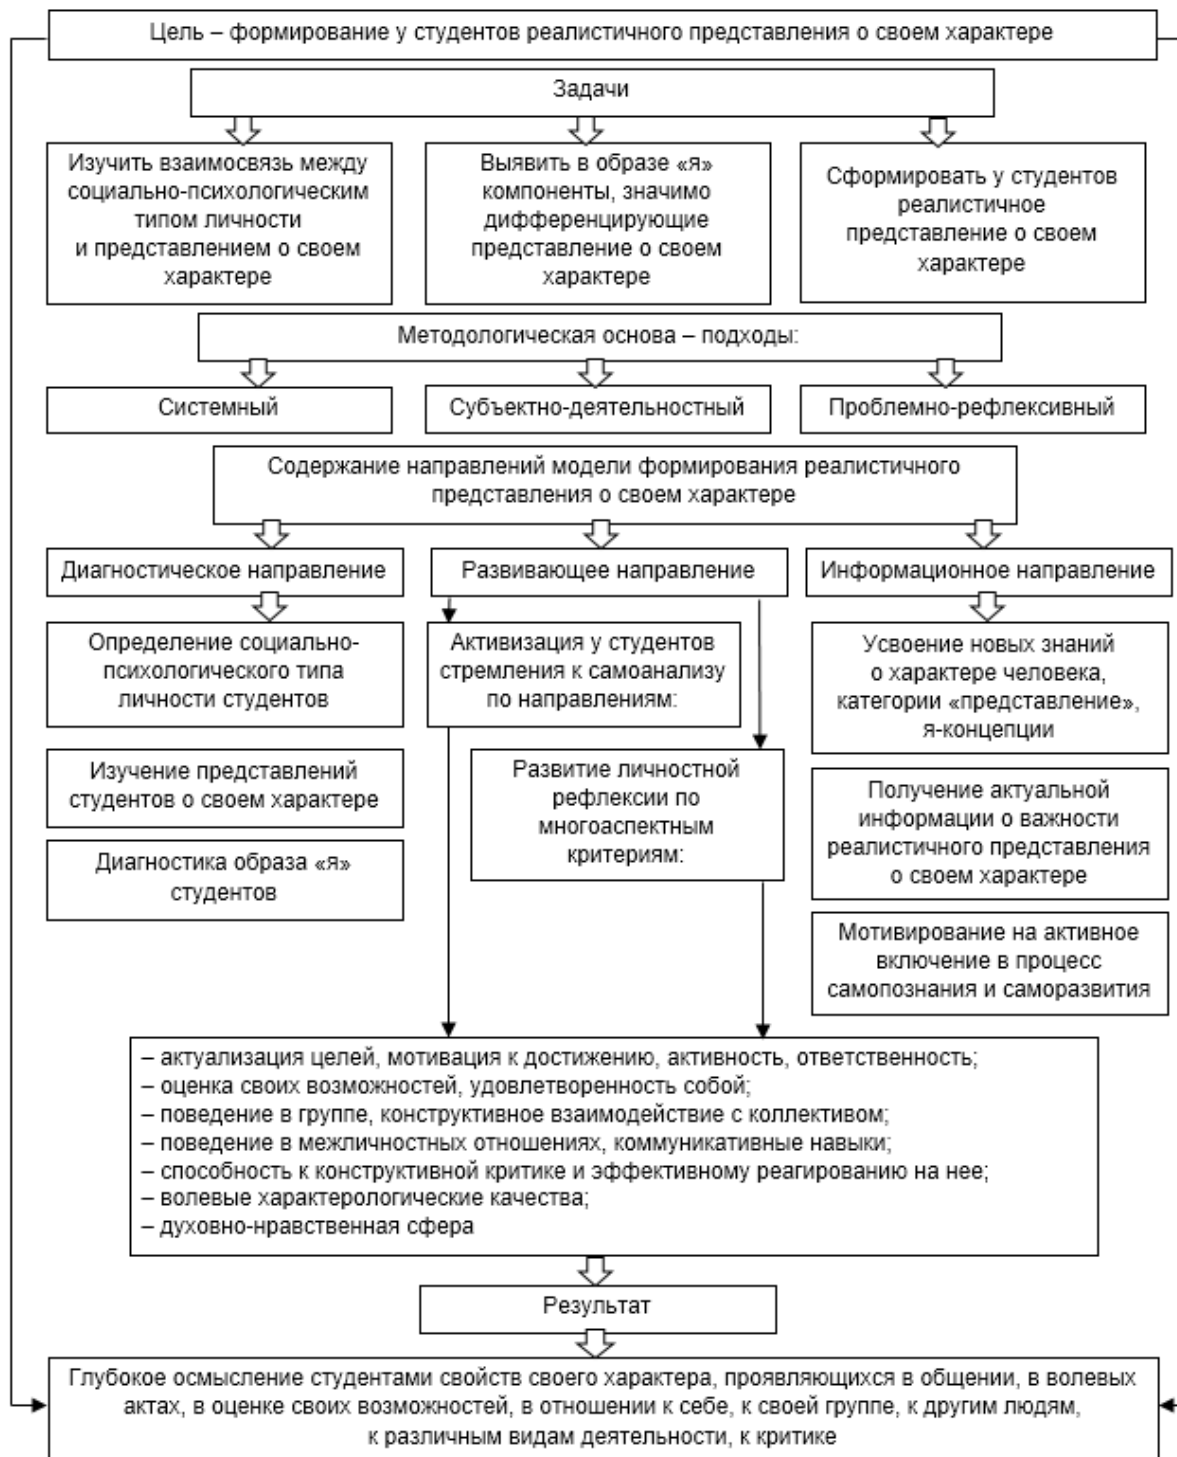 Цель – формирование у студентов реалистичного представления о своем характере
Задачи
Изучить взаимосвязь между
социально-психологическим
типом личности
и представлением о своем
характере
Выявить в образе «я»
компоненты, значимо
дифференцирующие
представление о своем
характере
Сформировать у студентов
реалистичное
представление о своем
характере
Методологическая основа – подходы:
Системный
Субъектно-деятельностный
Проблемно-рефлексивный
Содержание направлений модели формирования реалистичного
представления о своем характере
Диагностическое направление
Развивающее направление
Информационное направление
Определение социально-
психологического типа
личности студентов
Изучение представлений
студентов о своем характере
Диагностика образа «я»
студентов
Активизация у студентов
стремления к самоанализу
по направлениям:
Развитие личностной
рефлексии по
многоаспектным
критериям:
Усвоение новых знаний
о характере человека,
категории «представление»,
я-концепции
Получение актуальной
информации о важности
реалистичного представления
о своем характере
Мотивирование на активное
включение в процесс
самопознания и саморазвития
– актуализация целей, мотивация к достижению, активность, ответственность;
– оценка своих возможностей, удовлетворенность собой;
– поведение в группе, конструктивное взаимодействие с коллективом;
– поведение в межличностных отношениях, коммуникативные навыки;
– способность к конструктивной критике и эффективному реагированию на нее;
– волевые характерологические качества;
– духовно-нравственная сфера
Результат
Глубокое осмысление студентами свойств своего характера, проявляющихся в общении, в волевых
актах, в оценке своих возможностей, в отношении к себе, к своей группе, к другим людям,
к различным видам деятельности, к критике